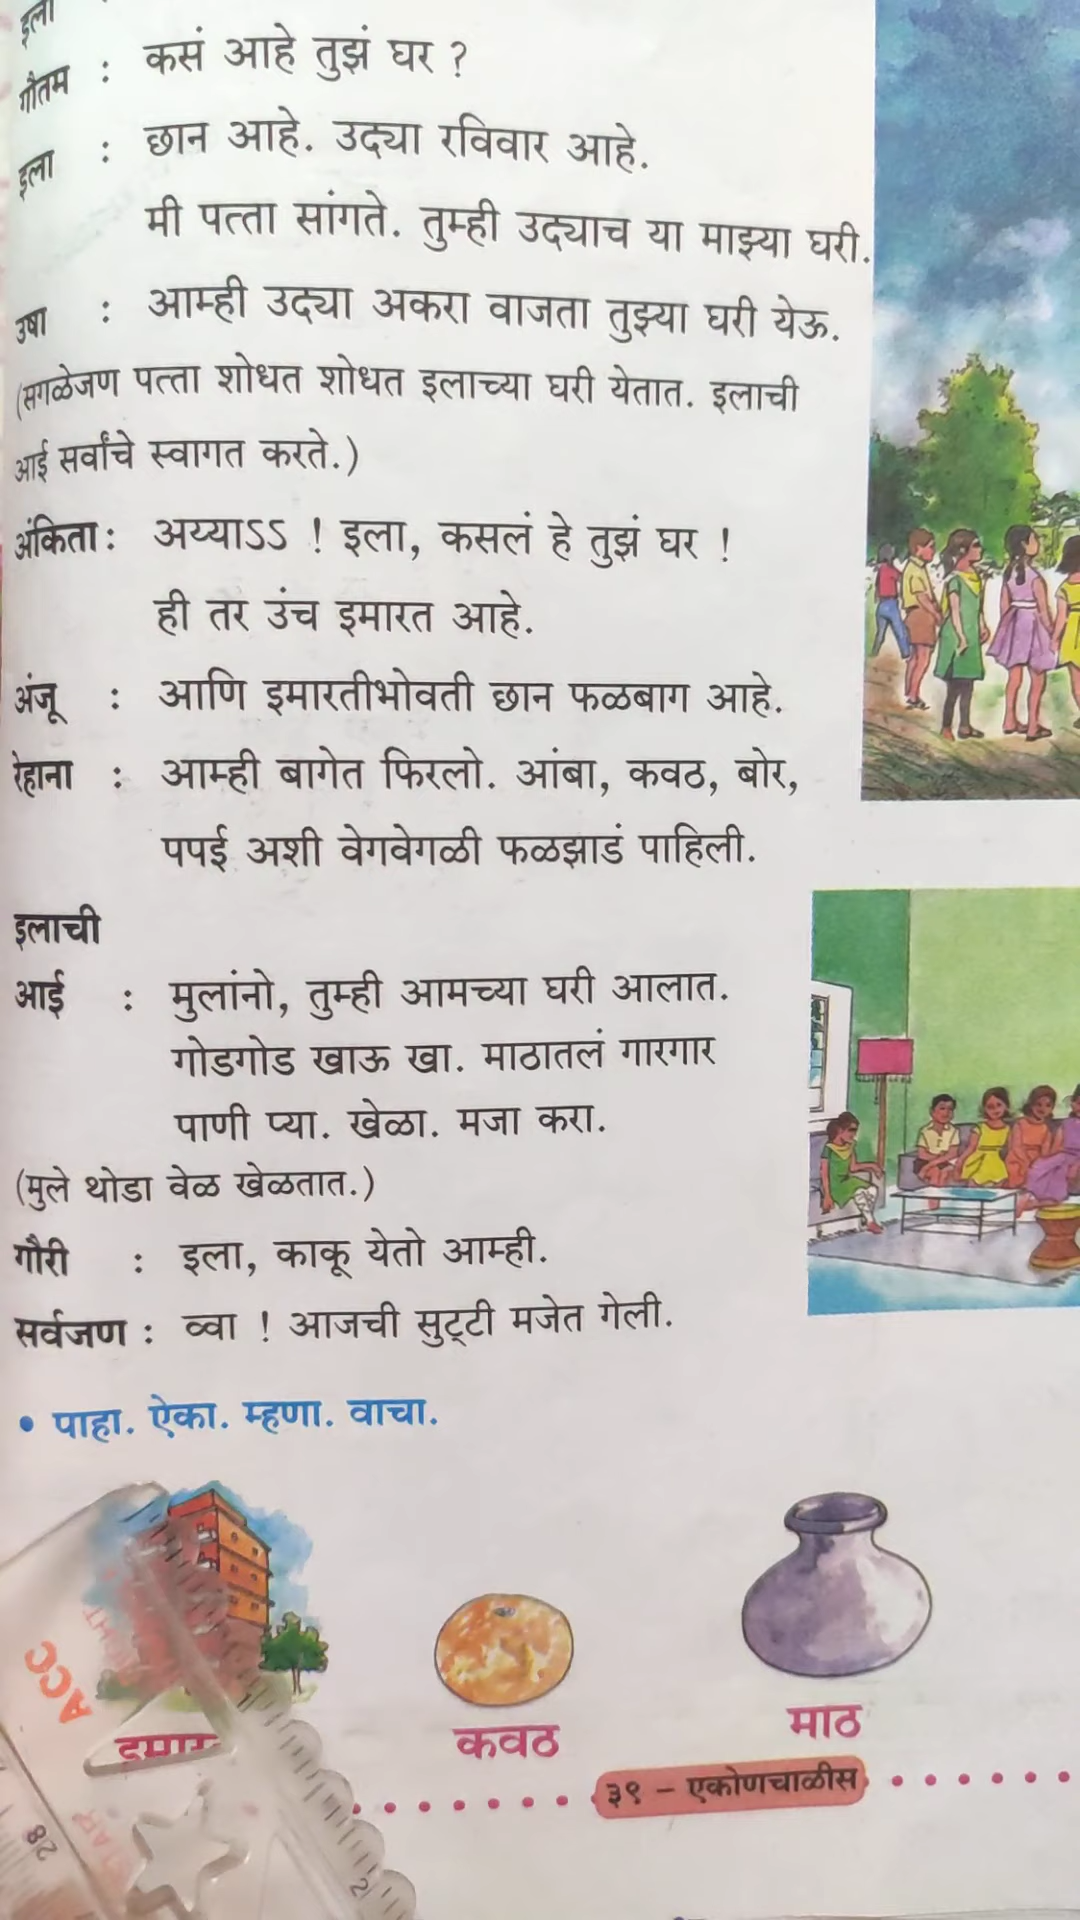 इला
गौतम : कसं आहे तुझं घर ?
इला : छान आहे. उद्या रविवार आहे.
मी पत्ता सांगते. तुम्ही उद्याच या माझ्या घरी.
उषा : आम्ही उद्या अकरा वाजता तुझ्या घरी येऊ.
(सगळेजण पत्ता शोधत शोधत इलाच्या घरी येतात. इलाची
आई सर्वांचे स्वागत करते.)
अंकिता : अय्याऽऽ ! इला, कसलं हे तुझं घर !
ही तर उंच इमारत आहे.
अंजू : आणि इमारतीभोवती छान फळबाग आहे.
रेहाना : आम्ही बागेत फिरलो. आंबा, कवठ, बोर,
पपई अशी वेगवेगळी फळझाडं पाहिली.
इलाची
आई : मुलांनो, तुम्ही आमच्या घरी आलात.
गोडगोड खाऊ खा. माठातलं गारगार
पाणी प्या. खेळा. मजा करा.
(मुले थोडा वेळ खेळतात.)
गौरी : इला, काकू येतो आम्ही.
सर्वजण : व्वा ! आजची सुट्टी मजेत गेली.
• पाहा. ऐका. म्हणा. वाचा.
कवठ
माठ
३९ – एकोणचाळीस
ACC
28
2